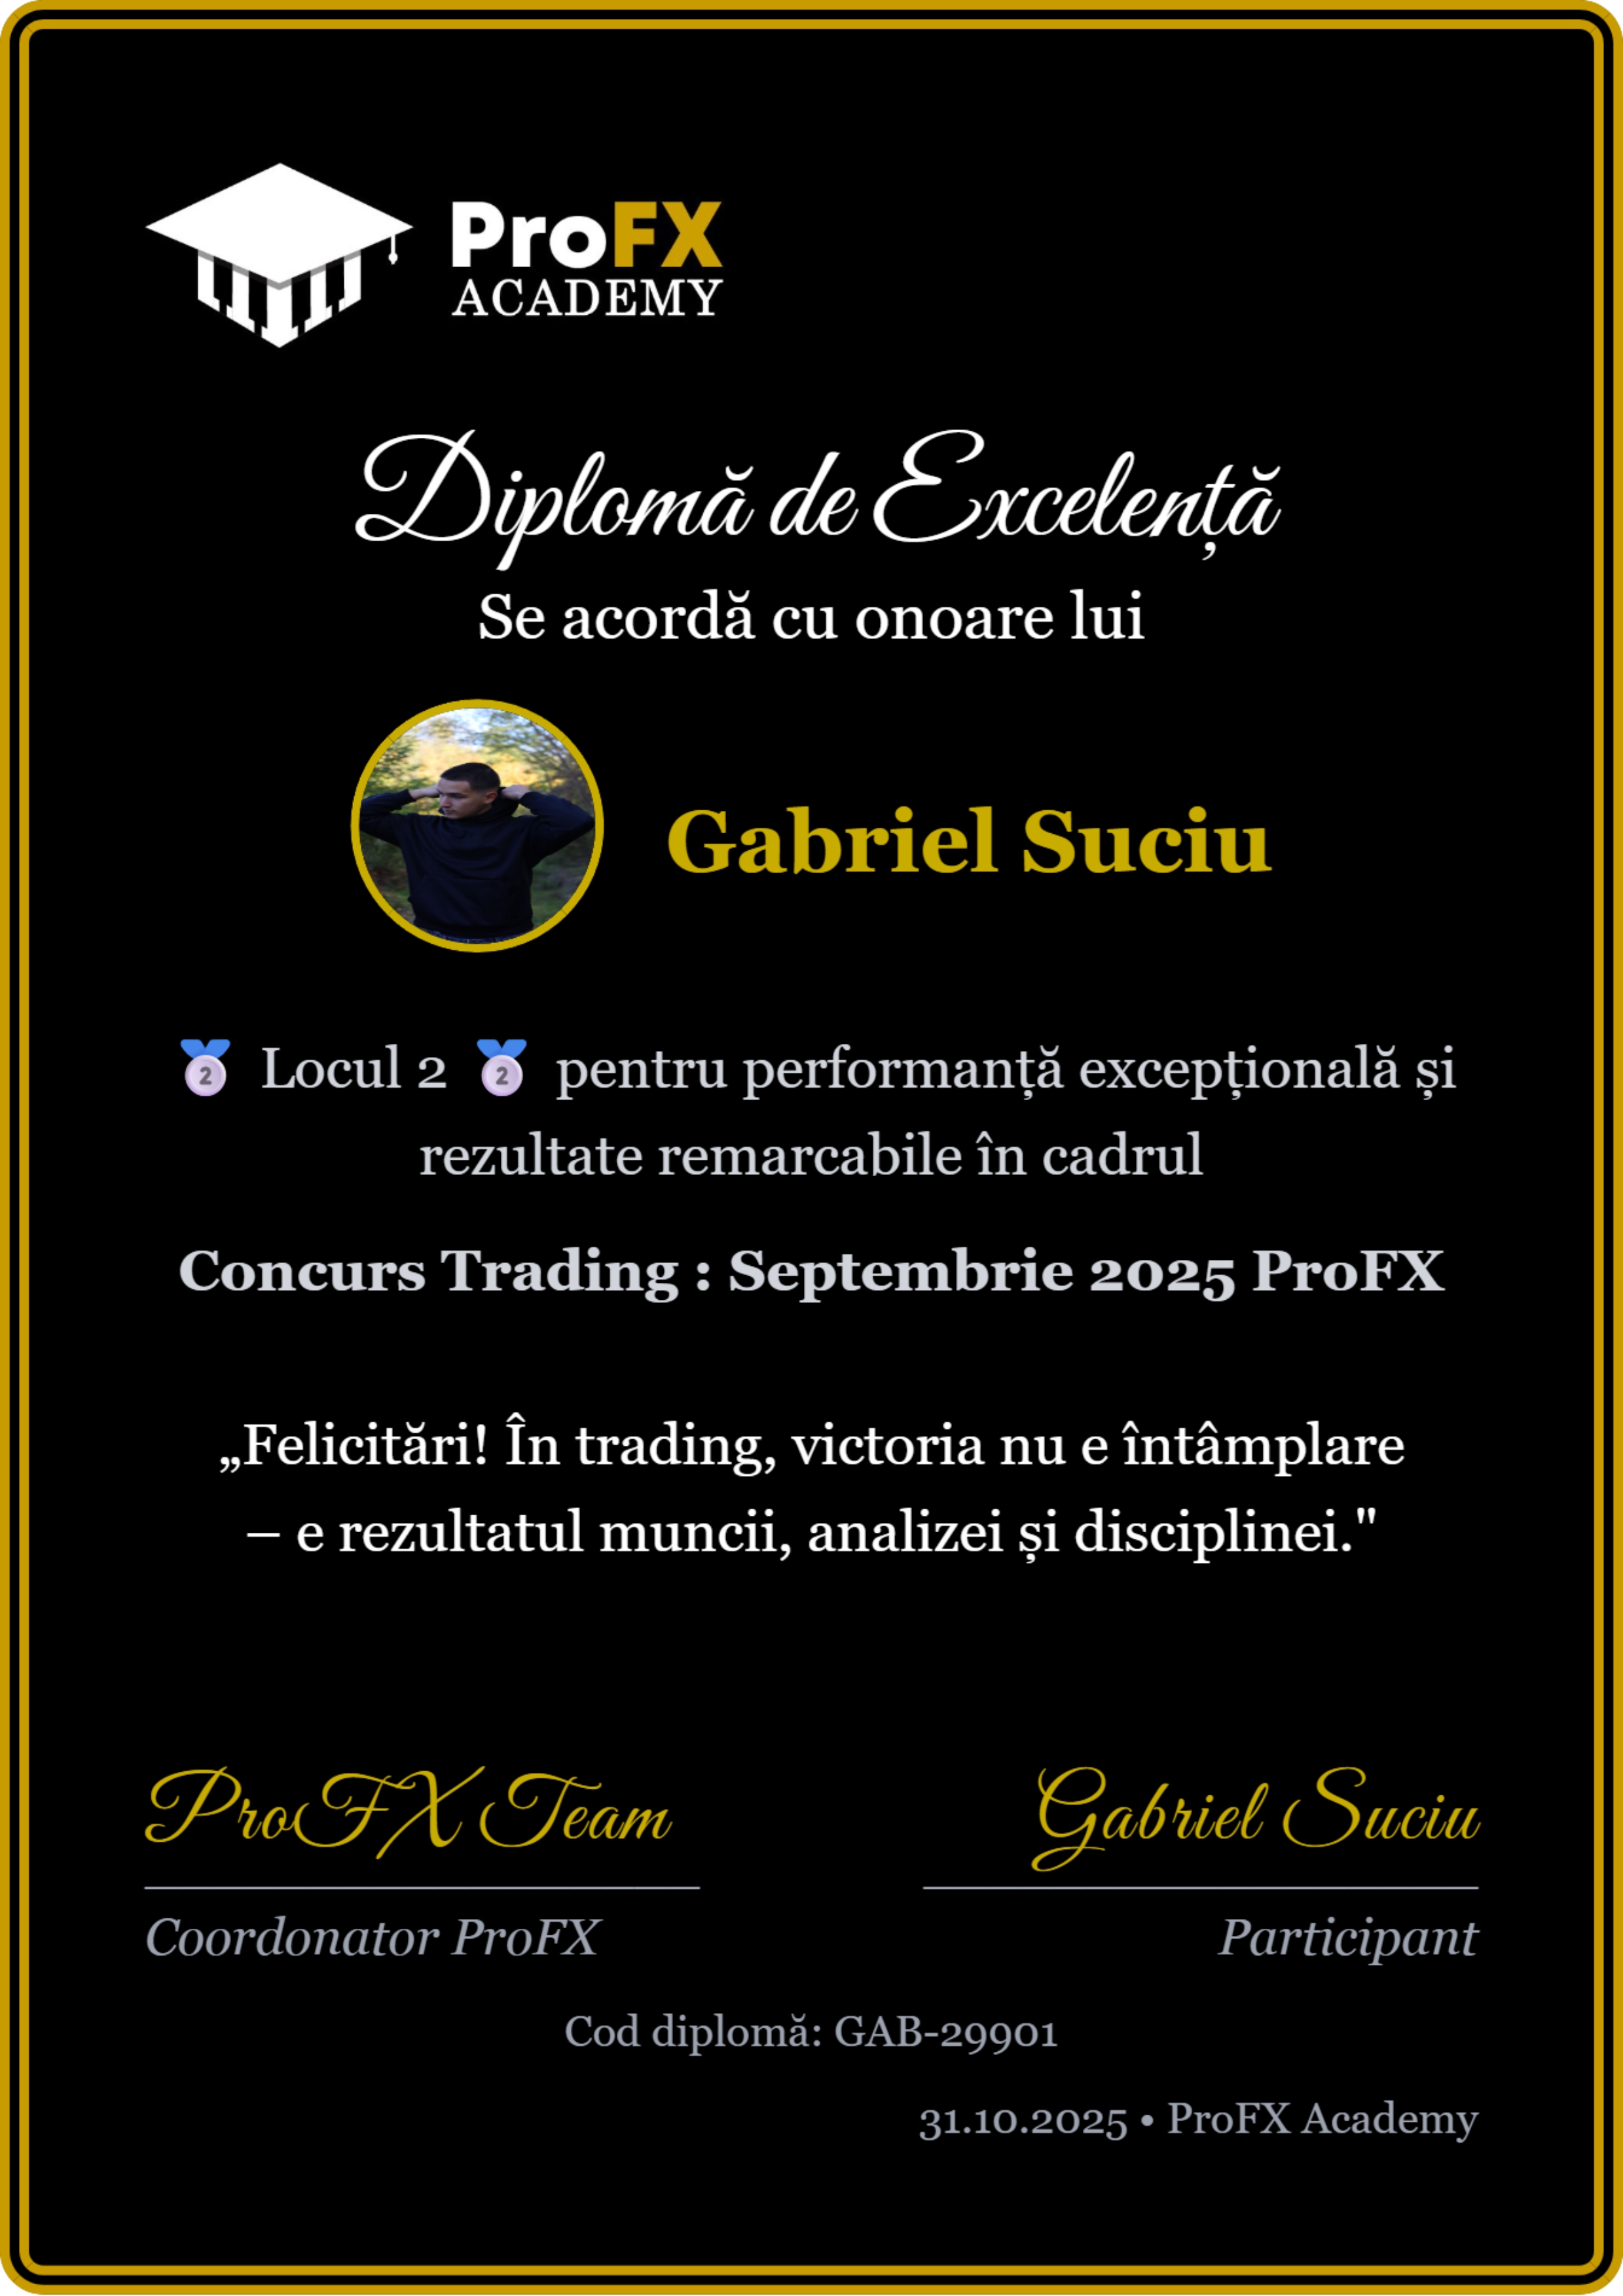 ProFX
ACADEMY
Diplomă de Excelență
Se acordă cu onoare lui
Gabriel Suciu
🥈 Locul 2 🥈 pentru performanță excepțională și
rezultate remarcabile în cadrul
Concurs Trading : Septembrie 2025 ProFX
„Felicitări! În trading, victoria nu e întâmplare
– e rezultatul muncii, analizei și disciplinei."
ProFX Team
Gabriel Suciu
Coordonator ProFX
Participant
Cod diplomă: GAB-29901
31.10.2025 • ProFX Academy